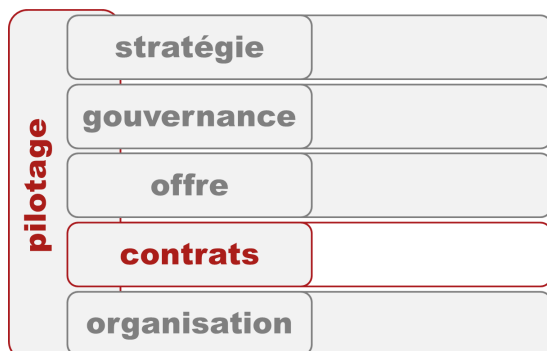 pilotage
stratégie
gouvernance
offre
contrats
organisation